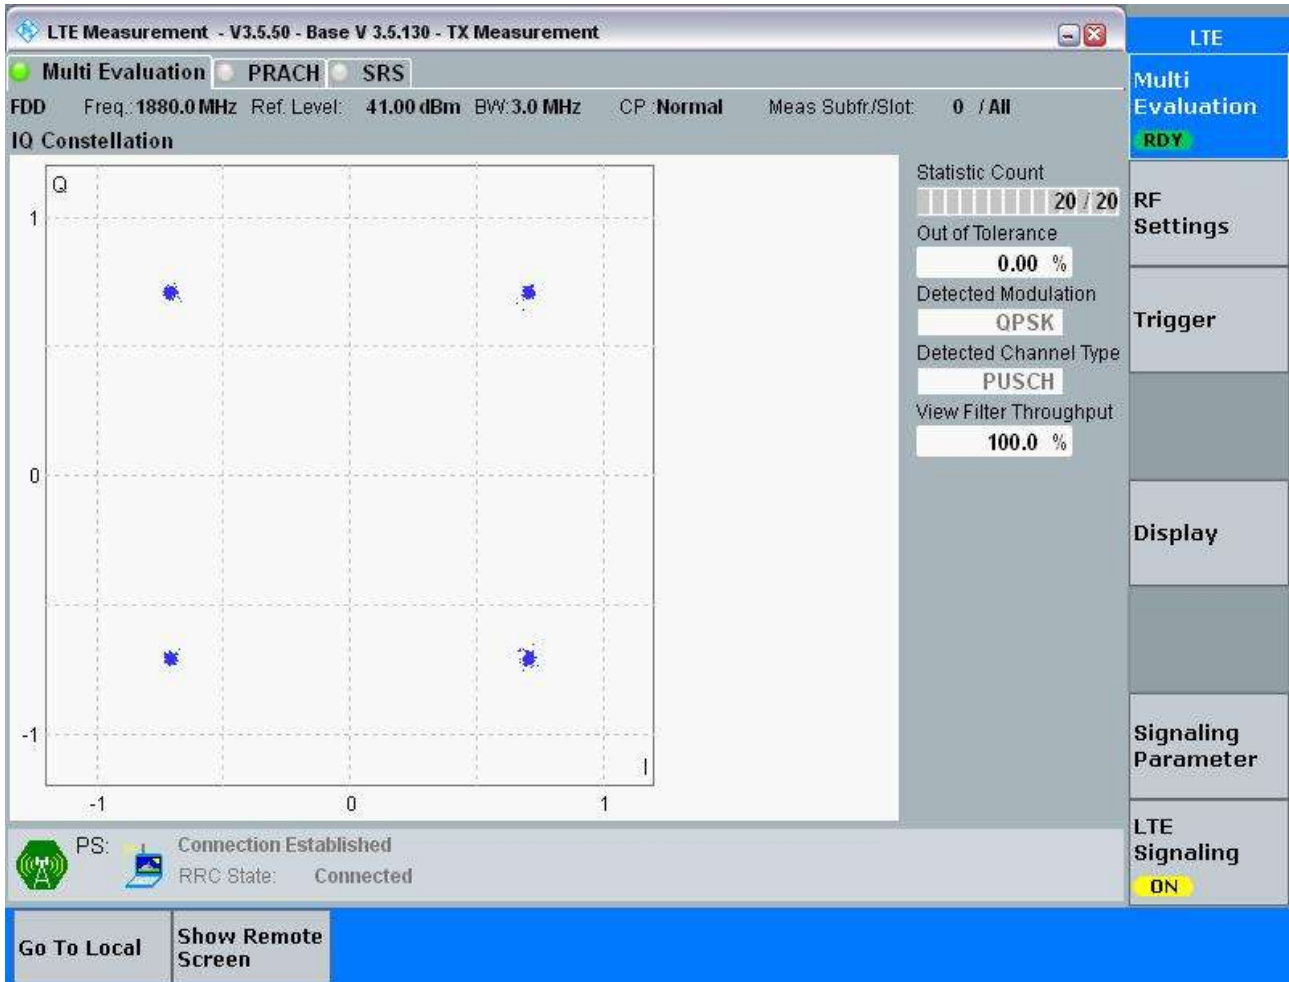 LTE Measurement - V3.5.50 - Base V 3.5.130 - TX Measurement
LTE
Multi Evaluation PRACH SRS
Multi
Evaluation
RDY
FDD Freq.: 1880.0 MHz Ref. Level: 41.00 dBm BW: 3.0 MHz CP : Normal Meas Subfr./Slot: 0 / All
IQ Constellation
Q
1
0
-1
I
-1 0 1
Statistic Count
20 / 20
Out of Tolerance
0.00 %
Detected Modulation
QPSK
Detected Channel Type
PUSCH
View Filter Throughput
100.0 %
RF
Settings
Trigger
Display
Signaling
Parameter
LTE
Signaling
ON
PS: Connection Established
RRC State: Connected
Go To Local
Show Remote
Screen